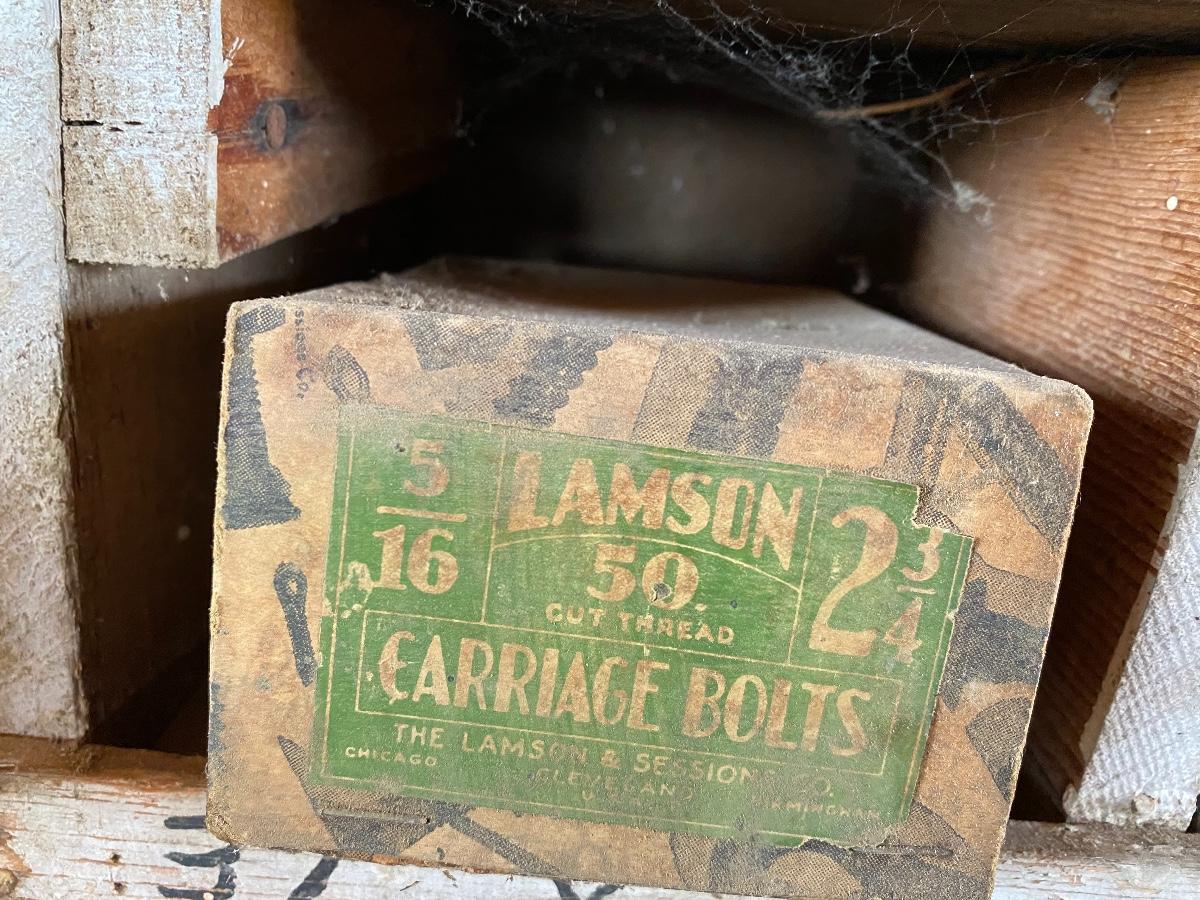 5/16
LAMSON
50.
CUT THREAD
2 3/4
CARRIAGE BOLTS
THE LAMSON & SESSIONS CO.
CHICAGO CLEVELAND BIRMINGHAM